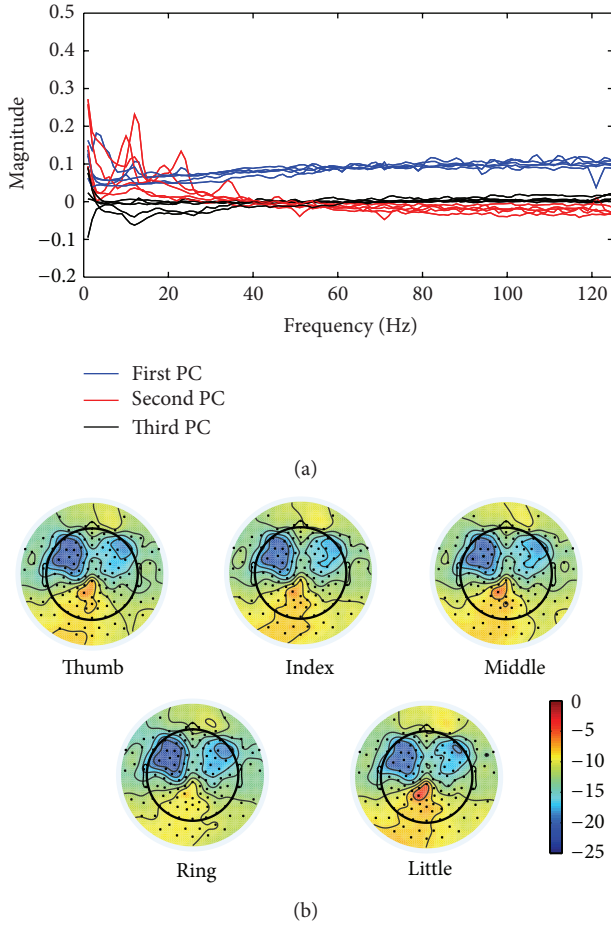 0.5
0.4
0.3
0.2
0.1
0
−0.1
−0.2
Magnitude
0 20 40 60 80 100 120
Frequency (Hz)
First PC
Second PC
Third PC
(a)
Thumb Index Middle
Ring Little
0
−5
−10
−15
−20
−25
(b)